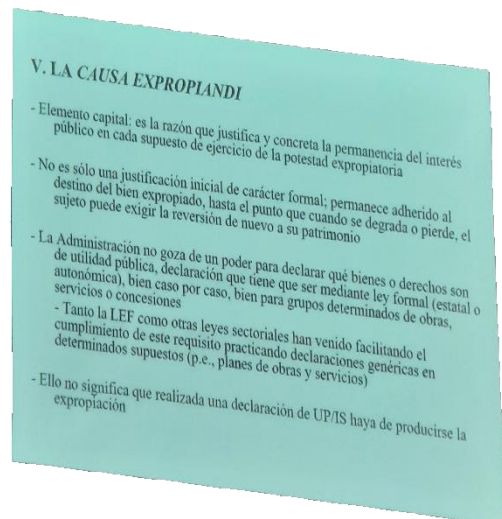 V. LA CAUSA EXPROPIANDI
- Elemento capital: es la razón que justifica y concreta la permanencia del interés
público en cada supuesto de ejercicio de la potestad expropiatoria
- No es sólo una justificación inicial de carácter formal; permanece adherido al
destino del bien expropiado, hasta el punto que cuando se degrada o pierde, el
sujeto puede exigir la reversión de nuevo a su patrimonio
- La Administración no goza de un poder para declarar qué bienes o derechos son
de utilidad pública, declaración que tiene que ser mediante ley formal (estatal o
autonómica), bien caso por caso, bien para grupos determinados de obras,
servicios o concesiones
- Tanto la LEF como otras leyes sectoriales han venido facilitando el
cumplimiento de este requisito practicando declaraciones genéricas en
determinados supuestos (p.e., planes de obras y servicios)
- Ello no significa que realizada una declaración de UP/IS haya de producirse la
expropiación